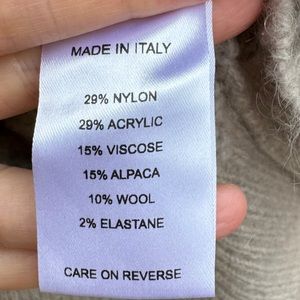 MADE IN ITALY
29% NYLON
29% ACRYLIC
15% VISCOSE
15% ALPACA
10% WOOL
2% ELASTANE
CARE ON REVERSE